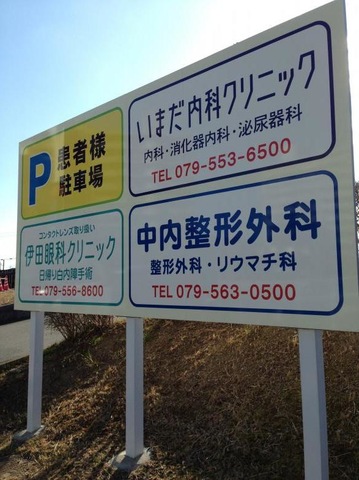 P
患者様
駐車場
いまだ内科クリニック
内科・消化器内科・泌尿器科
TEL 079-553-6500
コンタクトレンズ取り扱い
伊田眼科クリニック
日帰り白内障手術
TEL 079-556-8600
中内整形外科
整形外科・リウマチ科
TEL 079-563-0500